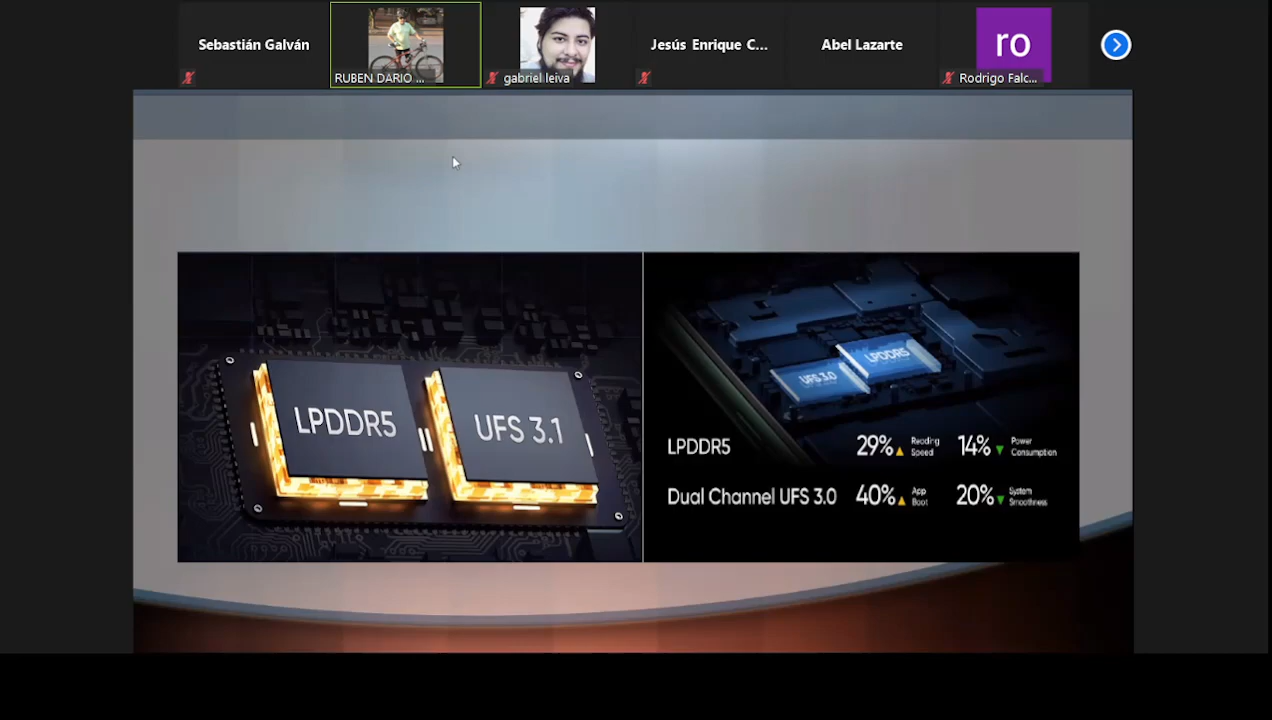 Sebastián Galván
RUBEN DARIO ...
gabriel leiva
Jesús Enrique C...
Abel Lazarte
ro
Rodrigo Falc...
LPDDR5
UFS 3.1
UFS 3.0
LPDDR5
LPDDR5 29% Reading Speed 14% Power Consumption
Dual Channel UFS 3.0 40% App Boot 20% System Smoothness